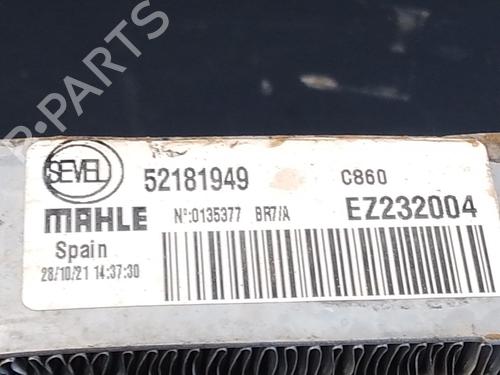 B-PARTS
SEVEL 52181949 C860
MAHLE Nº:0135377 BR7/A EZ232004
Spain
28/10/21 14:37:30